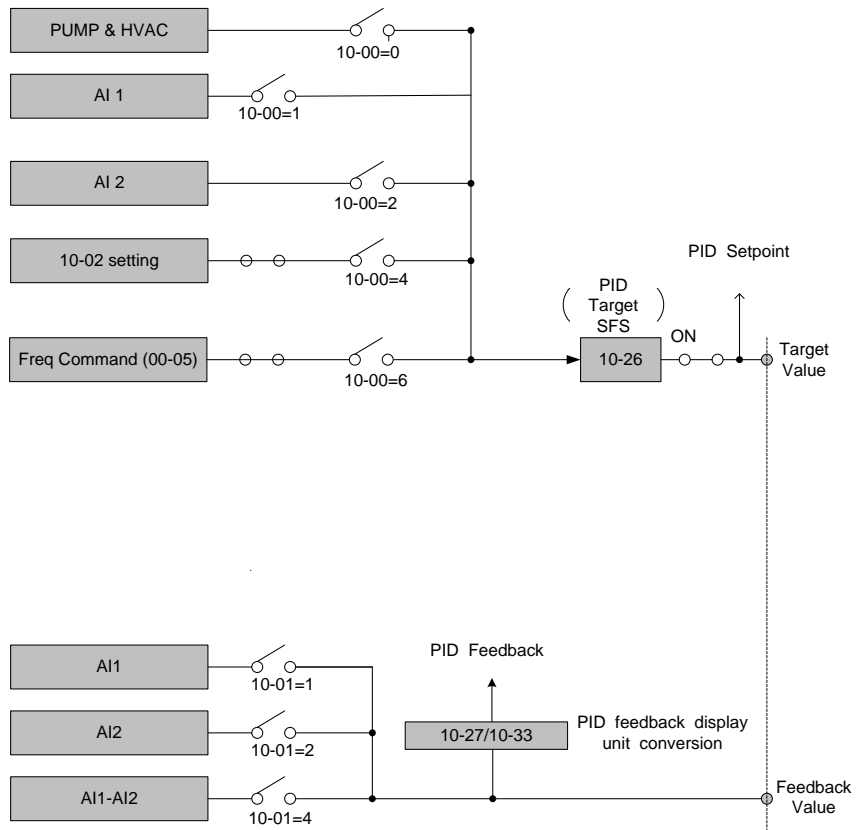 PUMP & HVAC
10-00=0
AI 1
10-00=1
AI 2
10-00=2
10-02 setting
10-00=4
Freq Command (00-05)
10-00=6
( PID
Target
SFS )
10-26
ON
PID Setpoint
Target
Value
AI1
10-01=1
AI2
10-01=2
AI1-AI2
10-01=4
PID Feedback
10-27/10-33
PID feedback display
unit conversion
Feedback
Value